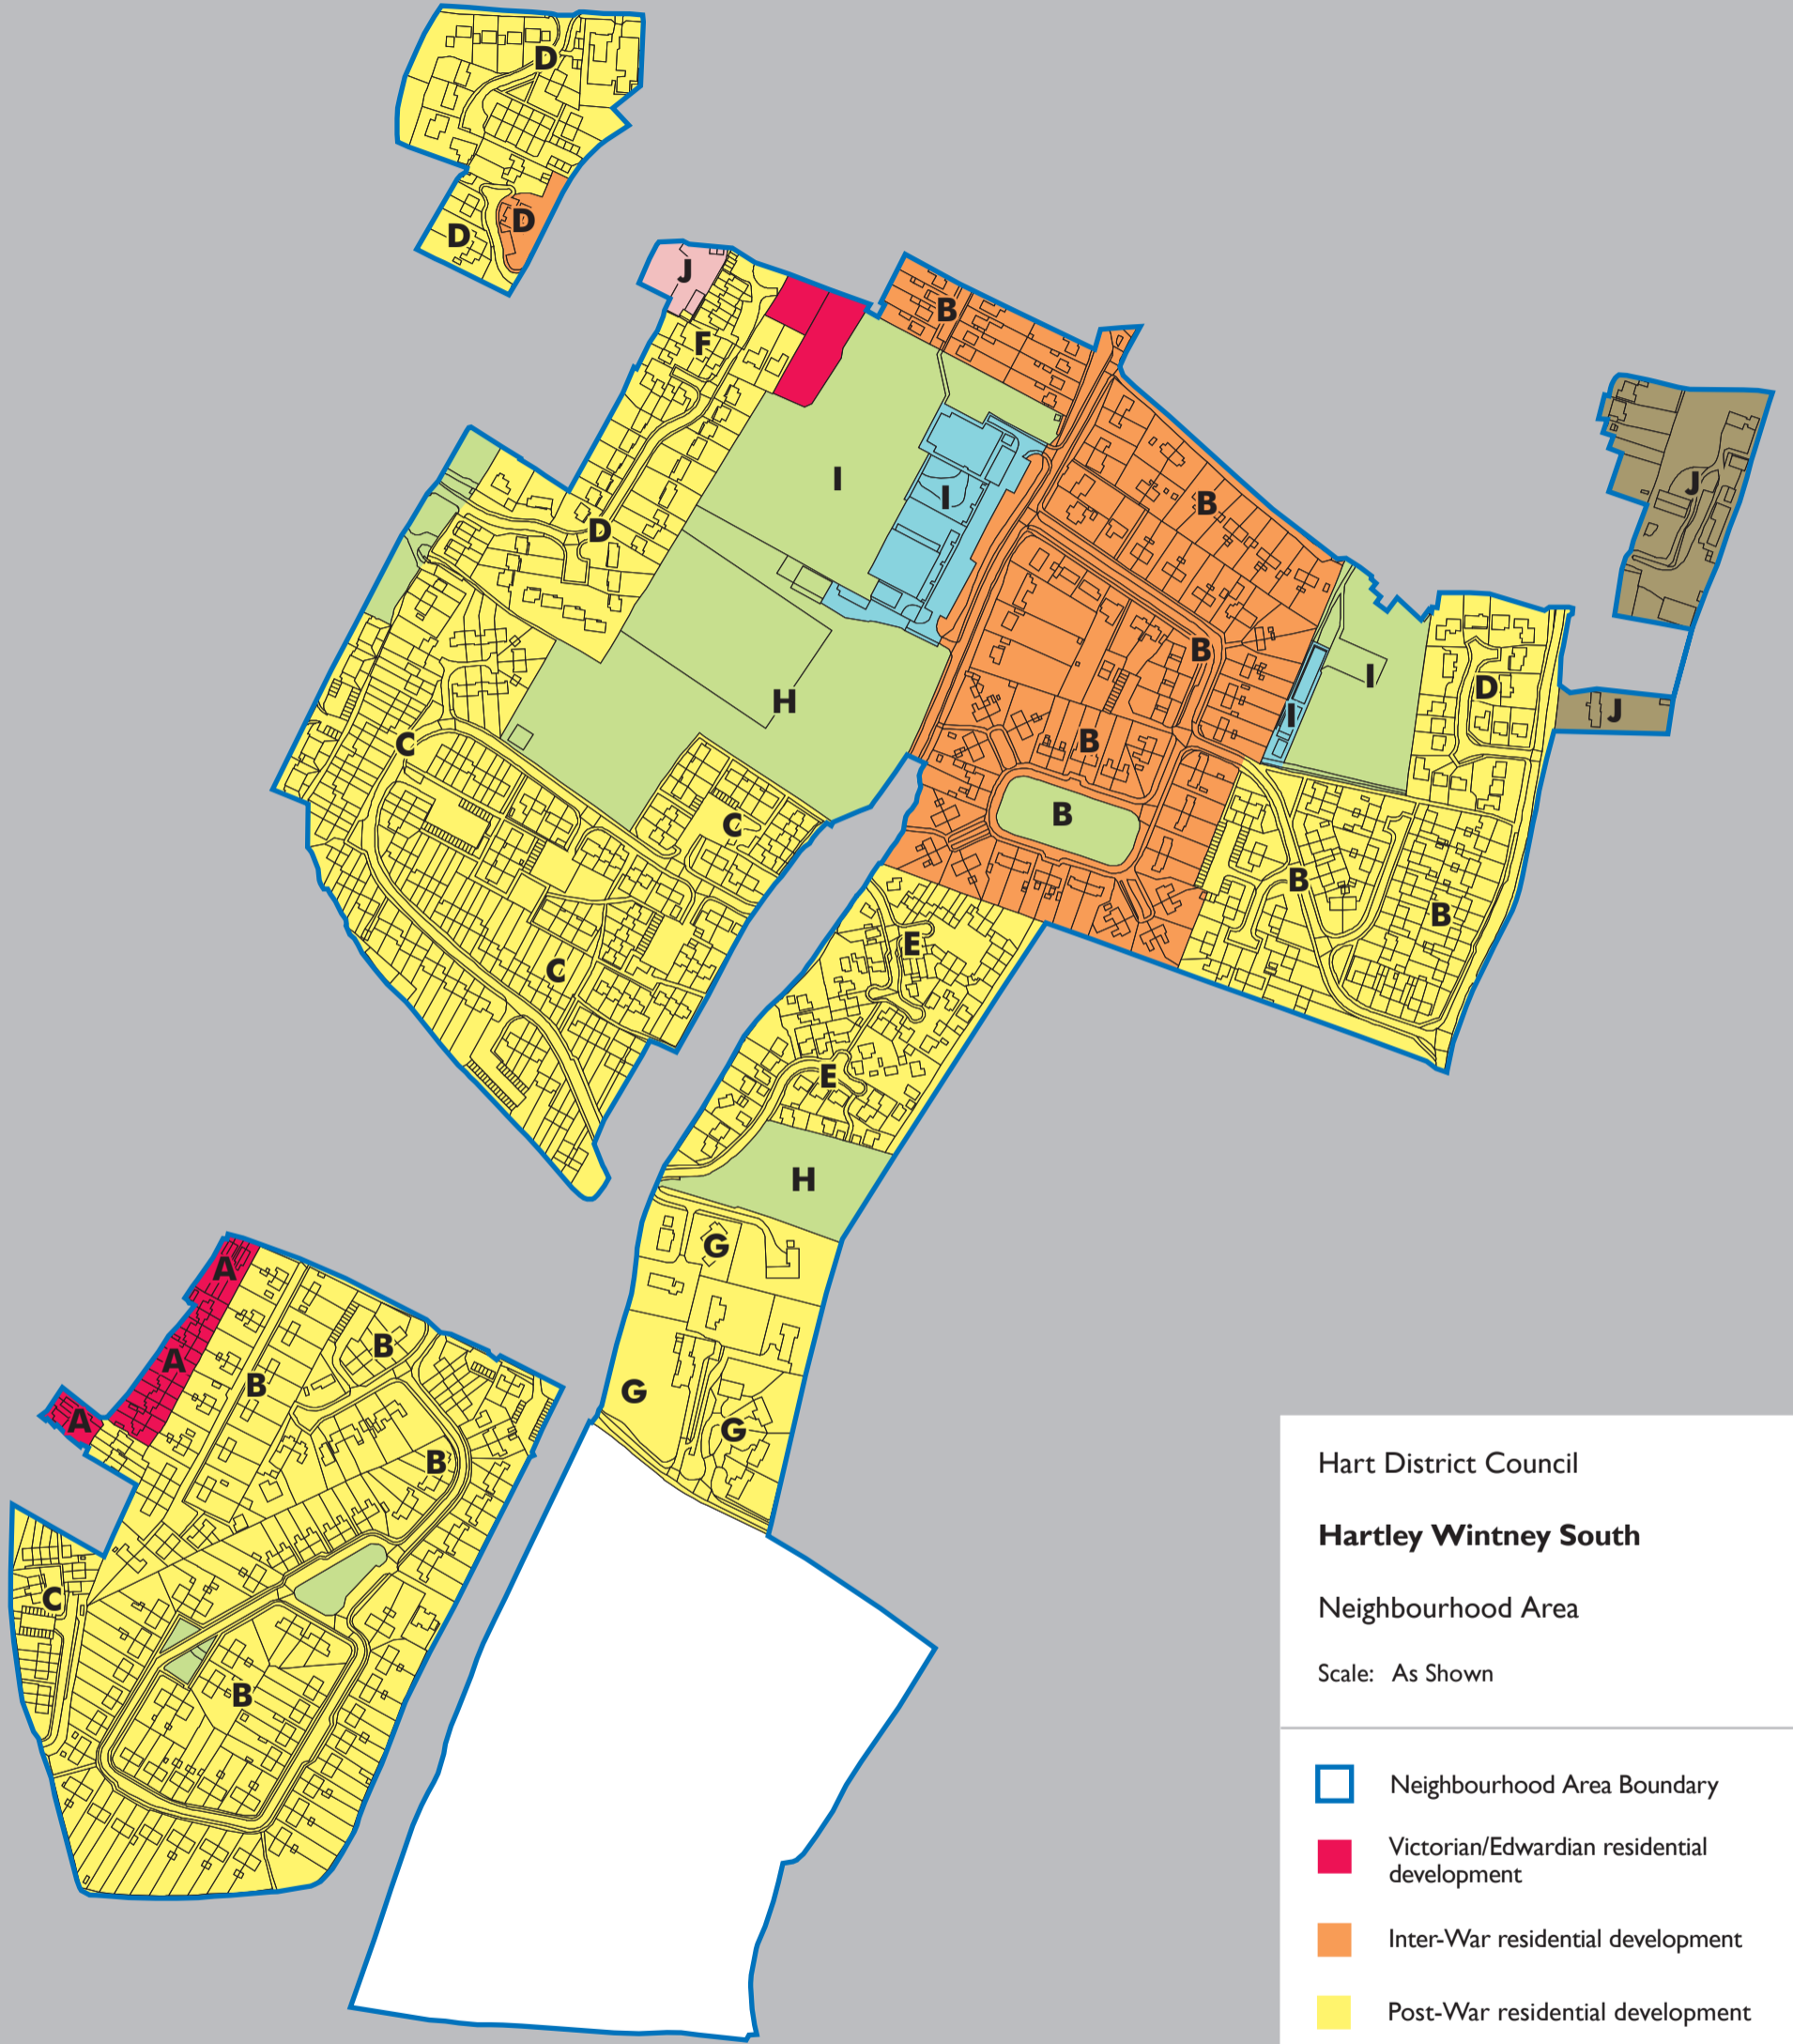 D
D
D
J
B
F
I
I
B
J
D
B
I
D
H
I
J
C
B
B
C
B
B
E
C
E
H
G
A
B
A
B
G
A
G
B
C
B
Hart District Council
Hartley Wintney South
Neighbourhood Area
Scale: As Shown
Neighbourhood Area Boundary
Victorian/Edwardian residential
development
Inter-War residential development
Post-War residential development